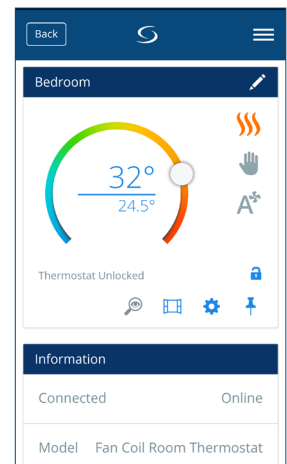 Back
Bedroom
32°
24.5°
A
Thermostat Unlocked
Information
Connected Online
Model Fan Coil Room Thermostat